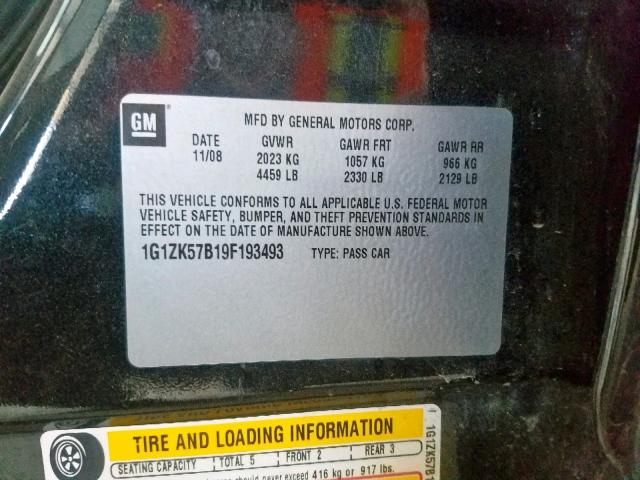 GM ® MFD BY GENERAL MOTORS CORP.
DATE GVWR GAWR FRT GAWR RR
11/08 2023 KG 1057 KG 966 KG
4459 LB 2330 LB 2129 LB
THIS VEHICLE CONFORMS TO ALL APPLICABLE U.S. FEDERAL MOTOR
VEHICLE SAFETY, BUMPER, AND THEFT PREVENTION STANDARDS IN
EFFECT ON THE DATE OF MANUFACTURE SHOWN ABOVE.
1G1ZK57B19F193493 TYPE: PASS CAR
TIRE AND LOADING INFORMATION
SEATING CAPACITY TOTAL 5 FRONT 2 REAR 3
should never exceed 416 kg or 917 lbs.
1G1ZK57B1